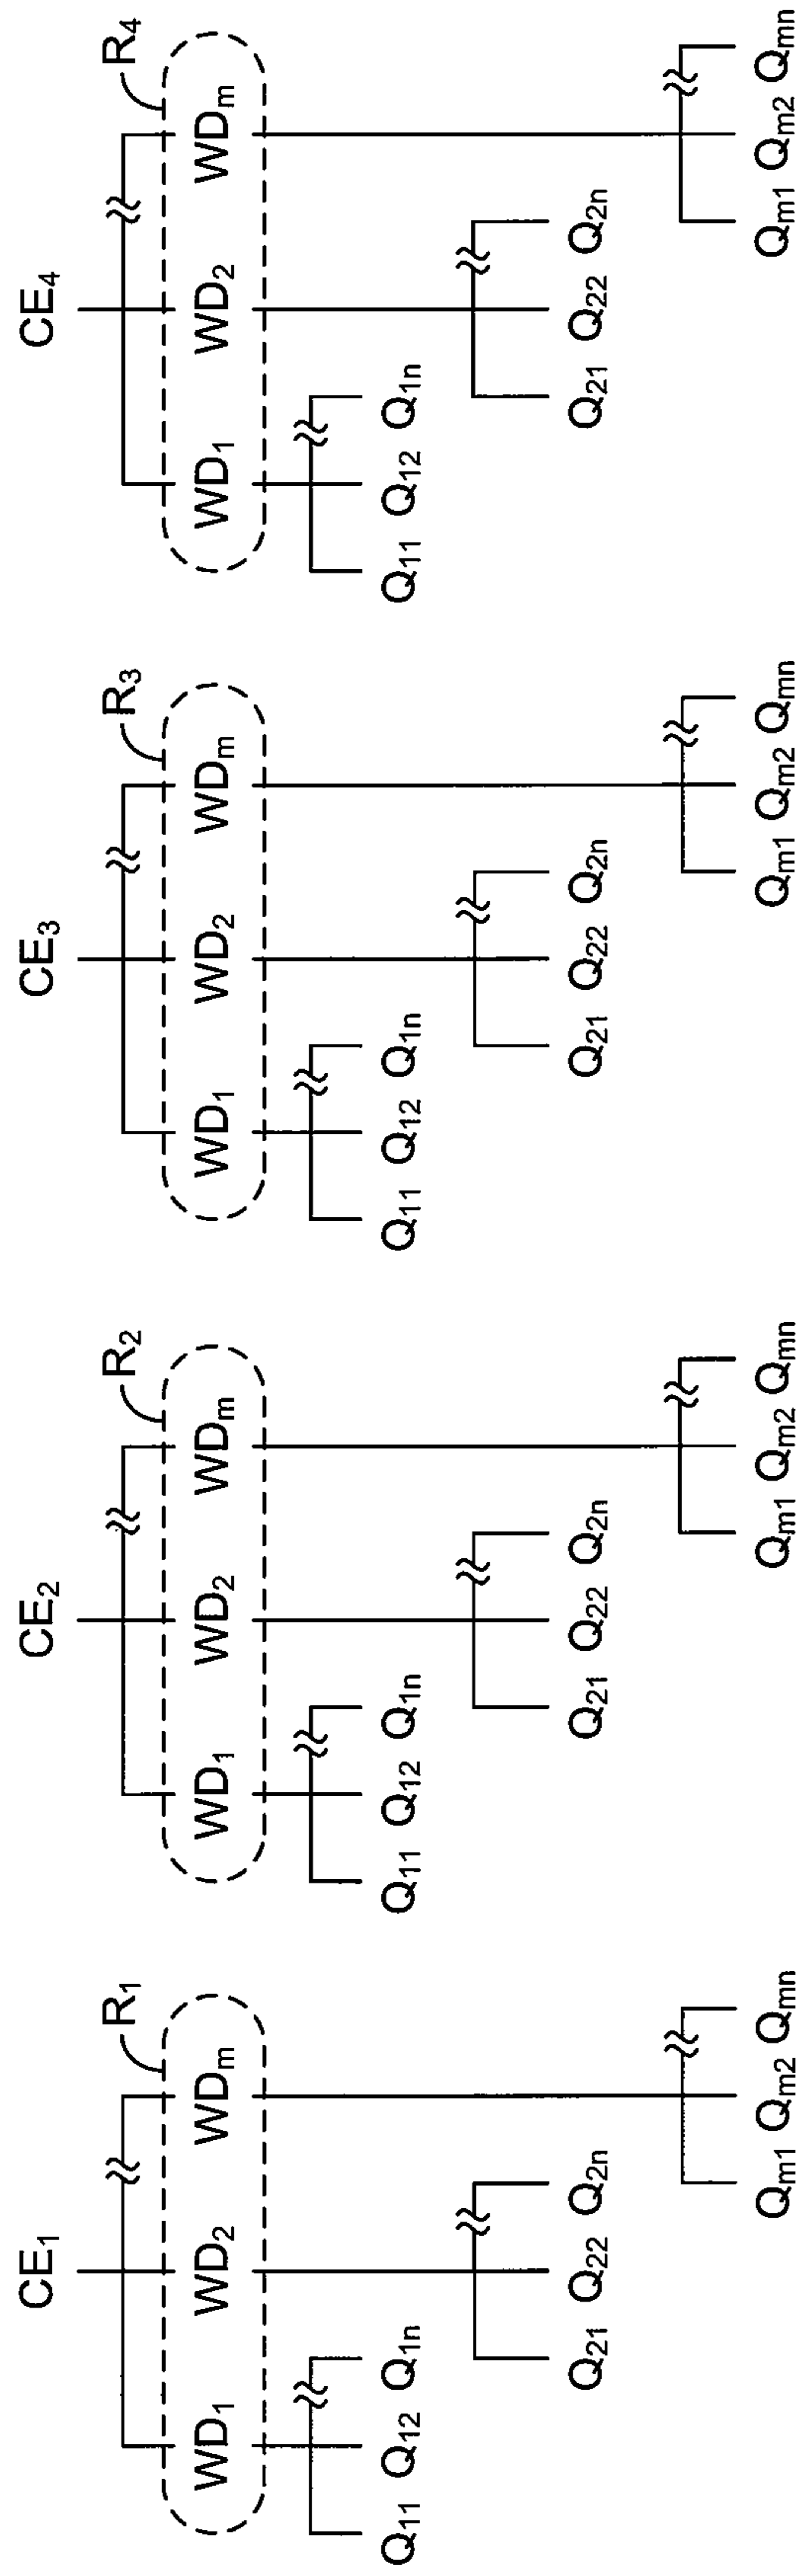 CE₁ CE₂ CE₃ CE₄
R₁ R₂ R₃ R₄
WD₁ WD₂ WDₘ WD₁ WD₂ WDₘ WD₁ WD₂ WDₘ WD₁ WD₂ WDₘ
Q₁₁ Q₁₂ Q₁ₙ Q₁₁ Q₁₂ Q₁ₙ Q₁₁ Q₁₂ Q₁ₙ Q₁₁ Q₁₂ Q₁ₙ
Q₂₁ Q₂₂ Q₂ₙ Q₂₁ Q₂₂ Q₂ₙ Q₂₁ Q₂₂ Q₂ₙ Q₂₁ Q₂₂ Q₂ₙ
Qₘ₁ Qₘ₂ Qₘₙ Qₘ₁ Qₘ₂ Qₘₙ Qₘ₁ Qₘ₂ Qₘₙ Qₘ₁ Qₘ₂ Qₘₙ